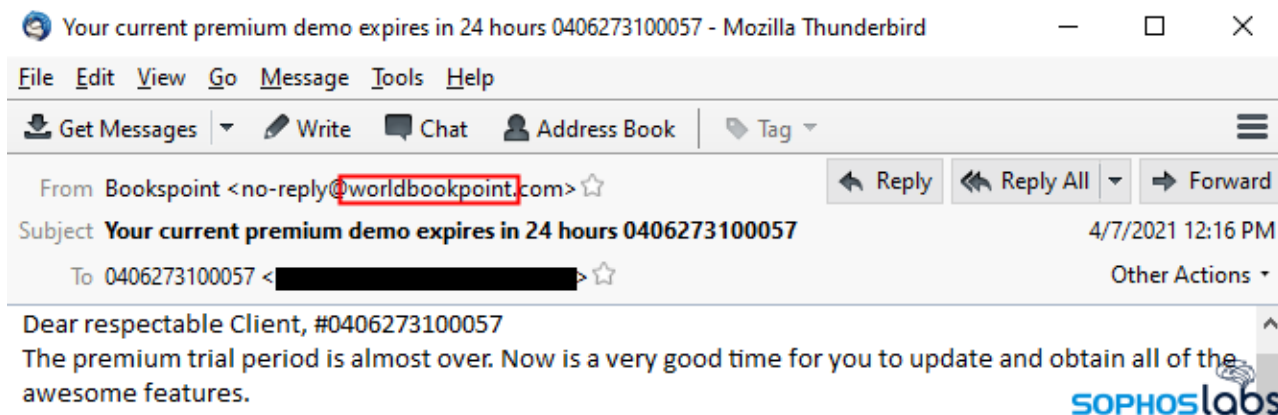 Your current premium demo expires in 24 hours 0406273100057 - Mozilla Thunderbird
File Edit View Go Message Tools Help
Get Messages Write Chat Address Book Tag
From Bookspoint <no-reply@worldbookpoint.com> Reply Reply All Forward
Subject Your current premium demo expires in 24 hours 0406273100057 4/7/2021 12:16 PM
To 0406273100057 < > Other Actions
Dear respectable Client, #0406273100057
The premium trial period is almost over. Now is a very good time for you to update and obtain all of the
awesome features.
SOPHOSlabs